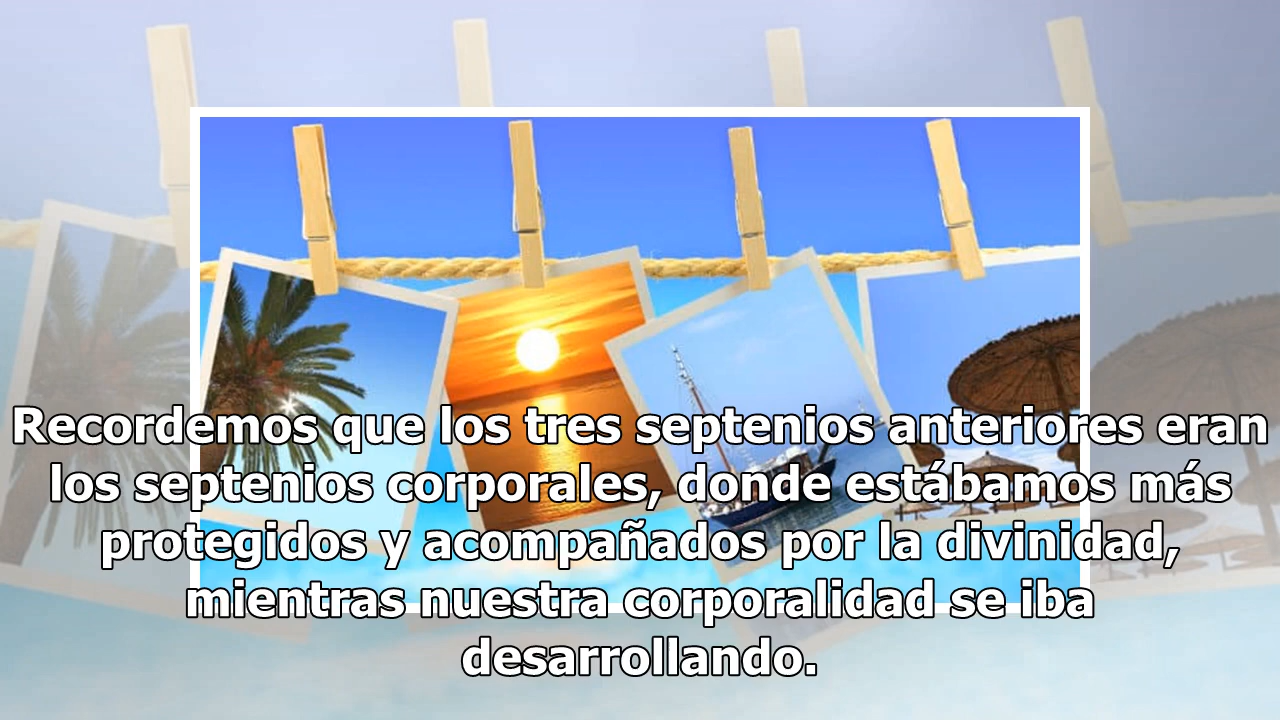 Recordemos que los tres septenios anteriores eran
los septenios corporales, donde estábamos más
protegidos y acompañados por la divinidad,
mientras nuestra corporalidad se iba
desarrollando.